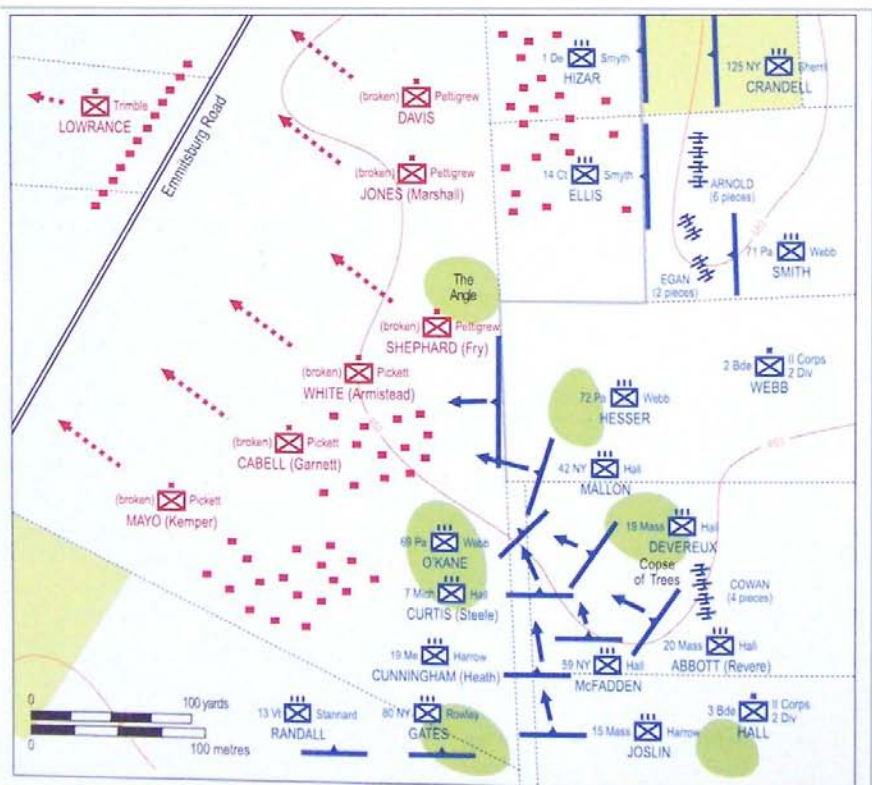 Trimble
LOWRANCE
Emmitsburg Road
(broken) Pettigrew
DAVIS
(broken) Pettigrew
JONES (Marshall)
1 De Smyth
HIZAR
14 Ct Smyth
ELLIS
125 NY Sherril
CRANDELL
ARNOLD
(6 pieces)
480
EGAN
(2 pieces)
71 Pa Webb
SMITH
The
Angle
(broken) Pettigrew
SHEPHARD (Fry)
(broken) Pickett
WHITE (Armistead)
(broken) Pickett
CABELL (Garnett)
(broken) Pickett
MAYO (Kemper)
72 Pa Webb
HESSER
2 Bde II Corps
2 Div
WEBB
42 NY Hall
MALLON
19 Mass Hall
DEVEREUX
Copse
of Trees
COWAN
(4 pieces)
69 Pa Webb
O'KANE
7 Mich Hall
CURTIS (Steele)
19 Me Harrow
CUNNINGHAM (Heath)
59 NY Hall
McFADDEN
20 Mass Hall
ABBOTT (Revere)
13 Vt Stannard
RANDALL
80 NY Rowley
GATES
15 Mass Harrow
JOSLIN
3 Bde II Corps
2 Div
HALL
0 100 yards
0 100 metres